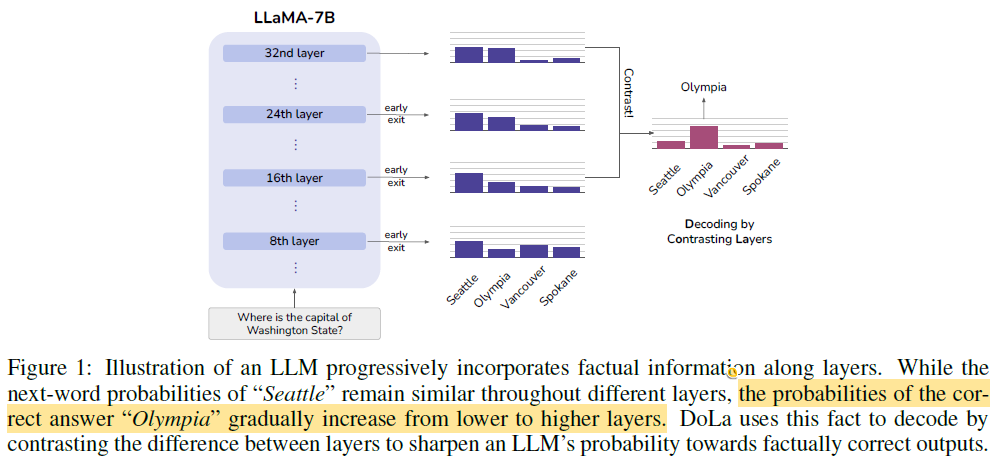 LLaMA-7B
32nd layer
24th layer
early
exit
16th layer
early
exit
8th layer
early
exit
Where is the capital of
Washington State?
Seattle
Olympia
Vancouver
Spokane
Contrast!
Olympia
Seattle
Olympia
Vancouver
Spokane
Decoding by
Contrasting Layers
Figure 1: Illustration of an LLM progressively incorporates factual information along layers. While the
next-word probabilities of “Seattle” remain similar throughout different layers, the probabilities of the cor-
rect answer “Olympia” gradually increase from lower to higher layers. DoLa uses this fact to decode by
contrasting the difference between layers to sharpen an LLM’s probability towards factually correct outputs.